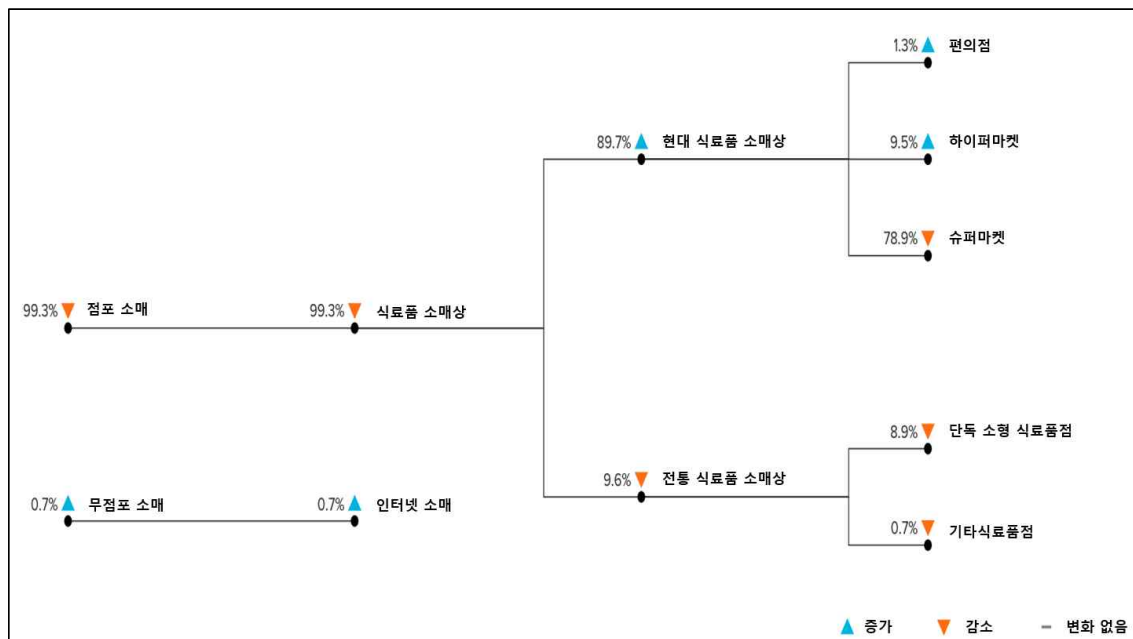 1.3% ▲ 편의점
89.7% ▲ 현대 식료품 소매상
9.5% ▲ 하이퍼마켓
78.9% ▼ 슈퍼마켓
99.3% ▼ 점포 소매
99.3% ▼ 식료품 소매상
8.9% ▼ 단독 소형 식료품점
9.6% ▼ 전통 식료품 소매상
0.7% ▲ 무점포 소매
0.7% ▲ 인터넷 소매
0.7% ▼ 기타식료품점
▲ 증가 ▼ 감소 – 변화 없음